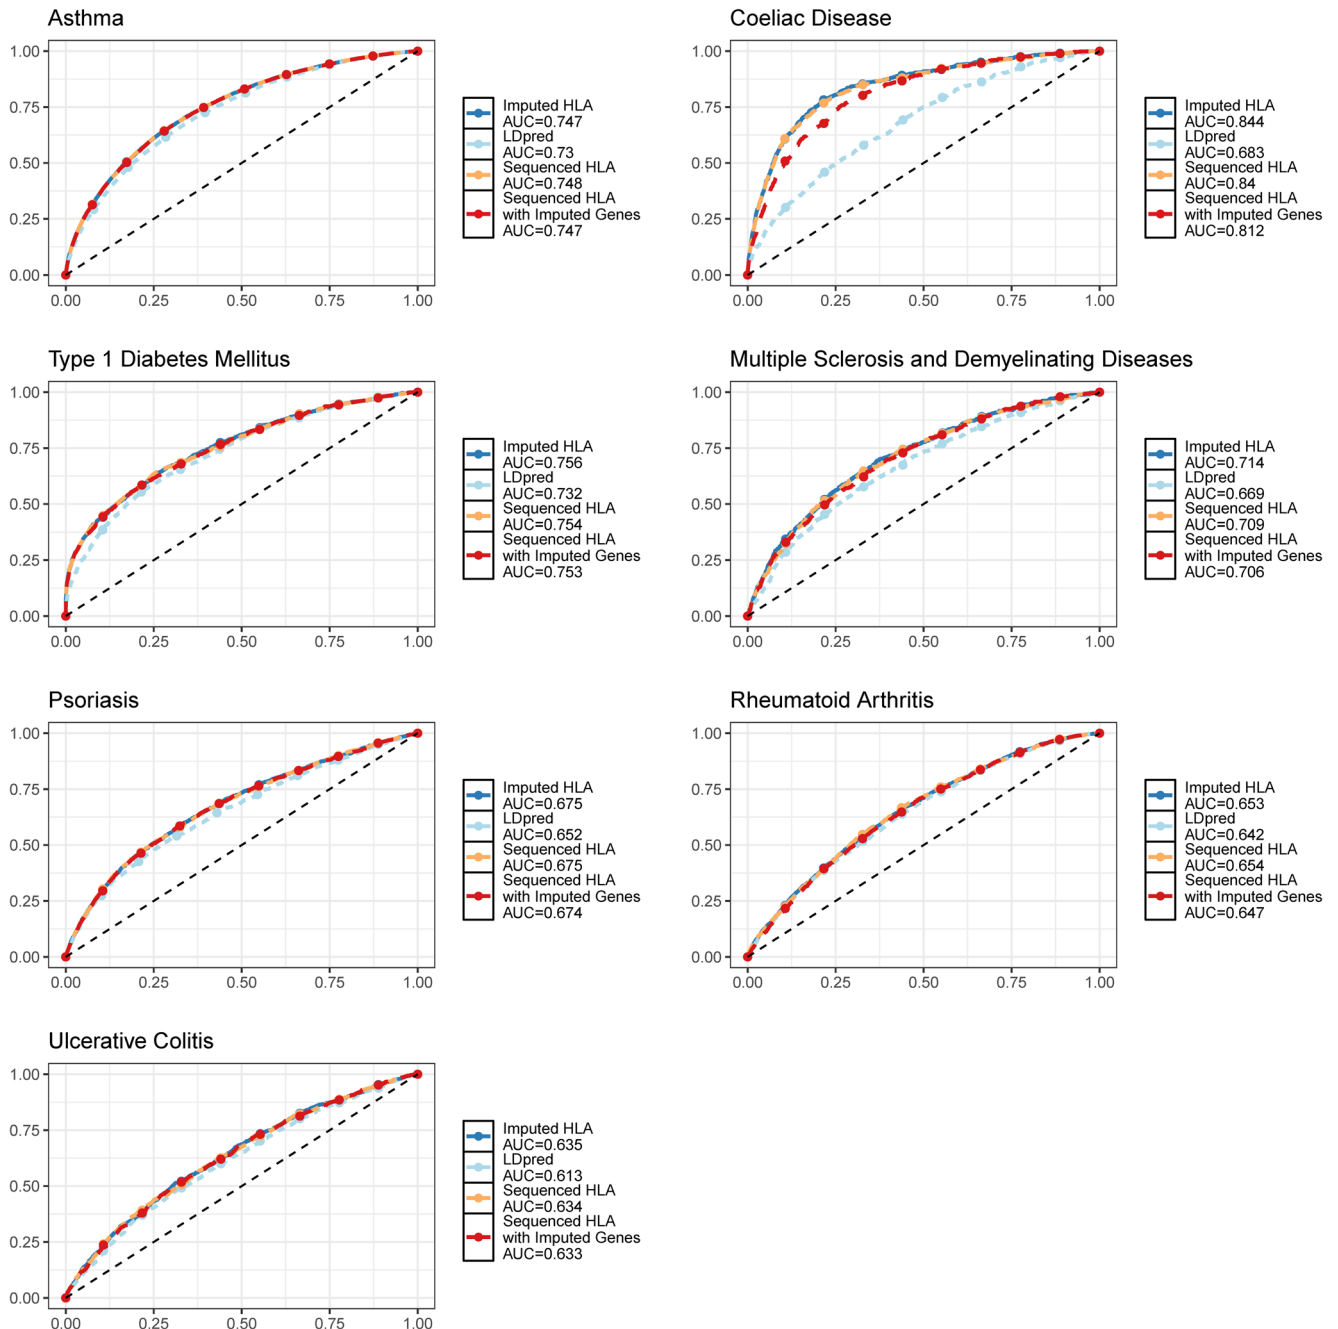 Asthma
1.00
0.75
0.50
0.25
0.00
0.00 0.25 0.50 0.75 1.00
Imputed HLA
AUC=0.747
LDpred
AUC=0.73
Sequenced HLA
AUC=0.748
Sequenced HLA
with Imputed Genes
AUC=0.747
Coeliac Disease
1.00
0.75
0.50
0.25
0.00
0.00 0.25 0.50 0.75 1.00
Imputed HLA
AUC=0.844
LDpred
AUC=0.683
Sequenced HLA
AUC=0.84
Sequenced HLA
with Imputed Genes
AUC=0.812
Type 1 Diabetes Mellitus
1.00
0.75
0.50
0.25
0.00
0.00 0.25 0.50 0.75 1.00
Imputed HLA
AUC=0.756
LDpred
AUC=0.732
Sequenced HLA
AUC=0.754
Sequenced HLA
with Imputed Genes
AUC=0.753
Multiple Sclerosis and Demyelinating Diseases
1.00
0.75
0.50
0.25
0.00
0.00 0.25 0.50 0.75 1.00
Imputed HLA
AUC=0.714
LDpred
AUC=0.669
Sequenced HLA
AUC=0.709
Sequenced HLA
with Imputed Genes
AUC=0.706
Psoriasis
1.00
0.75
0.50
0.25
0.00
0.00 0.25 0.50 0.75 1.00
Imputed HLA
AUC=0.675
LDpred
AUC=0.652
Sequenced HLA
AUC=0.675
Sequenced HLA
with Imputed Genes
AUC=0.674
Rheumatoid Arthritis
1.00
0.75
0.50
0.25
0.00
0.00 0.25 0.50 0.75 1.00
Imputed HLA
AUC=0.653
LDpred
AUC=0.642
Sequenced HLA
AUC=0.654
Sequenced HLA
with Imputed Genes
AUC=0.647
Ulcerative Colitis
1.00
0.75
0.50
0.25
0.00
0.00 0.25 0.50 0.75 1.00
Imputed HLA
AUC=0.635
LDpred
AUC=0.613
Sequenced HLA
AUC=0.634
Sequenced HLA
with Imputed Genes
AUC=0.633